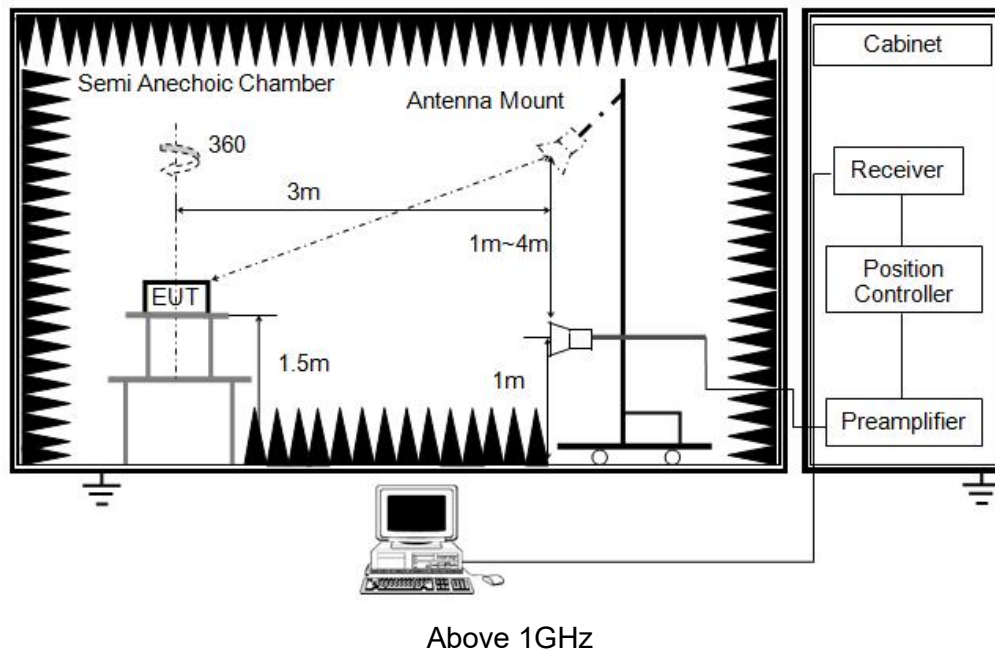 Cabinet
Semi Anechoic Chamber
Antenna Mount
360
Receiver
3m
1m~4m
Position
Controller
EUT
1.5m
1m
Preamplifier
Above 1GHz